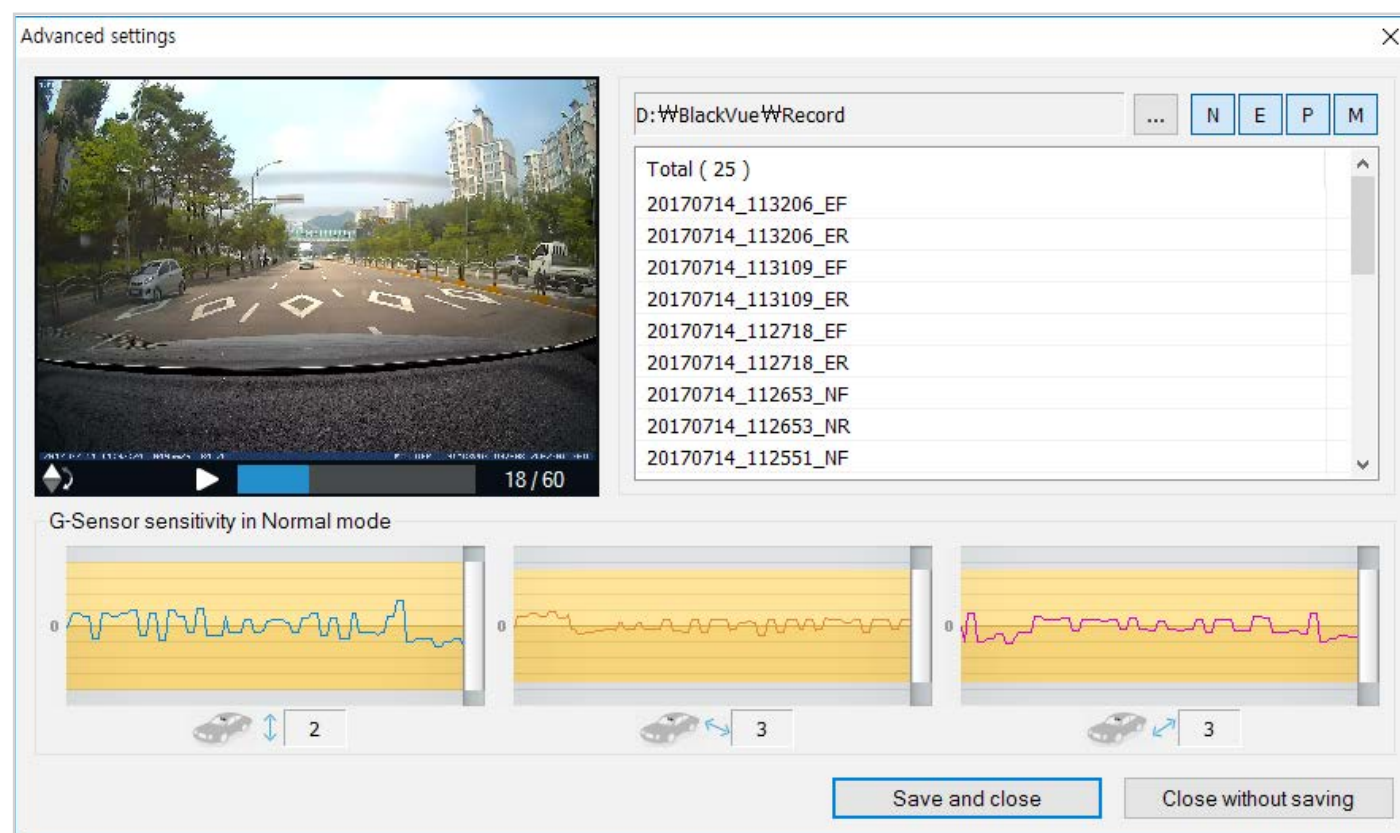 Advanced settings
D:₩BlackVue₩Record
... N E P M
Total ( 25 )
20170714_113206_EF
20170714_113206_ER
20170714_113109_EF
20170714_113109_ER
20170714_112718_EF
20170714_112718_ER
20170714_112653_NF
20170714_112653_NR
20170714_112551_NF
18 / 60
G-Sensor sensitivity in Normal mode
0 0 0
2 3 3
Save and close Close without saving